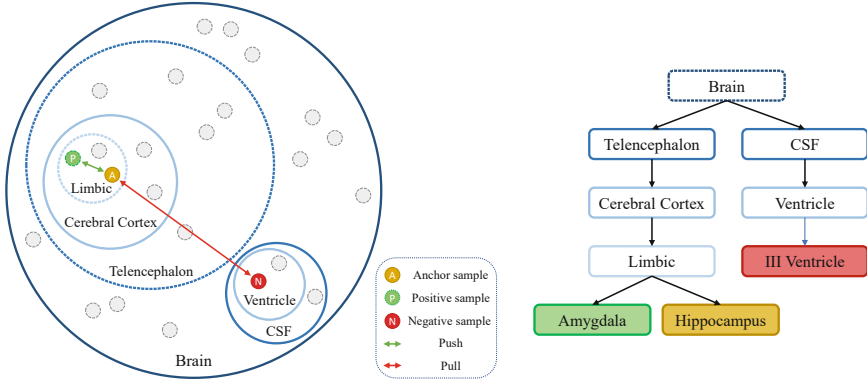 P
A
Limbic
Cerebral Cortex
Telencephalon
N
Ventricle
CSF
Brain
A Anchor sample
P Positive sample
N Negative sample
Push
Pull
Brain
Telencephalon CSF
Cerebral Cortex Ventricle
Limbic III Ventricle
Amygdala Hippocampus